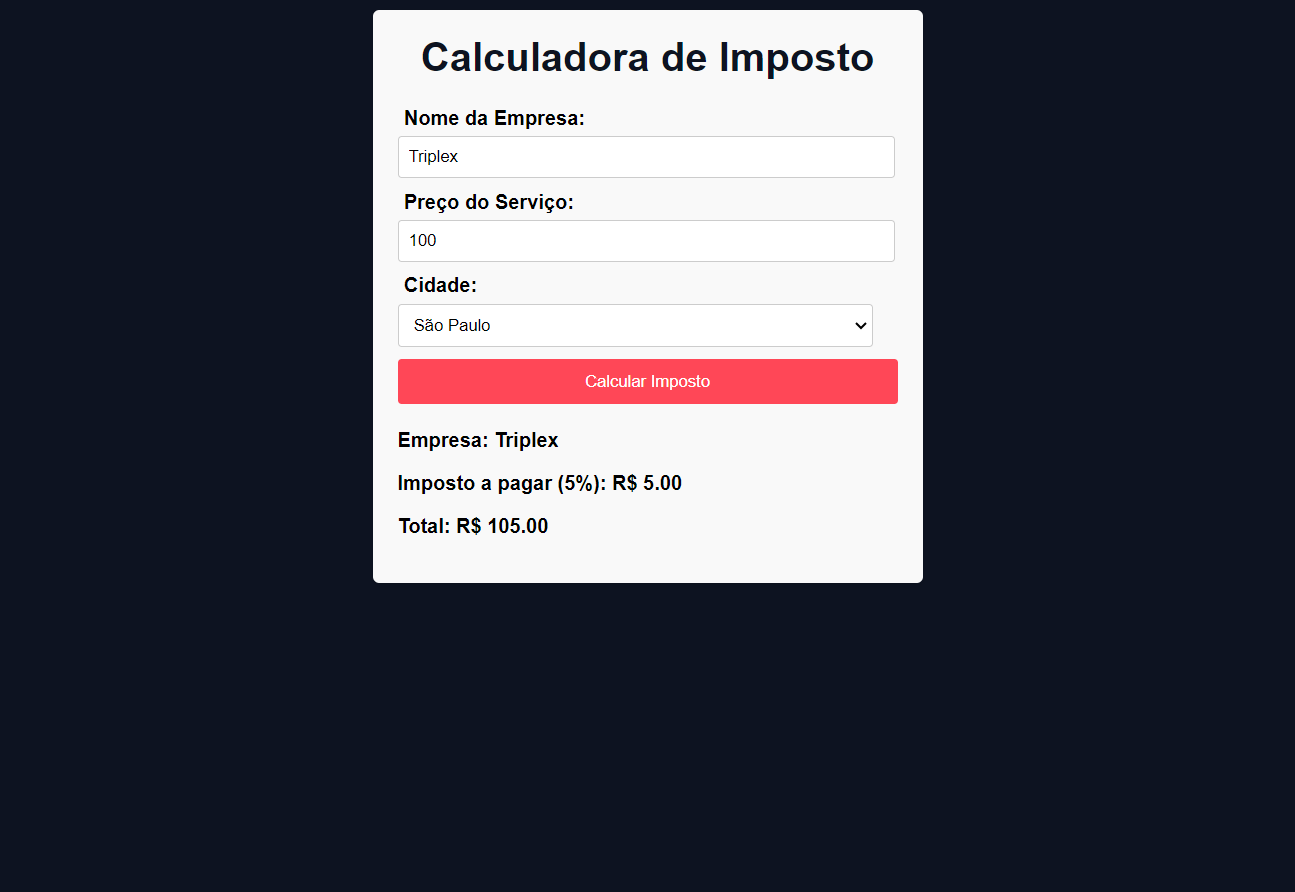 Calculadora de Imposto
Nome da Empresa:
Triplex
Preço do Serviço:
100
Cidade:
São Paulo
Calcular Imposto
Empresa: Triplex
Imposto a pagar (5%): R$ 5.00
Total: R$ 105.00